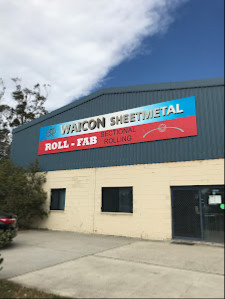 WAICON SHEETMETAL
ROLL - FAB SECTIONAL
ROLLING